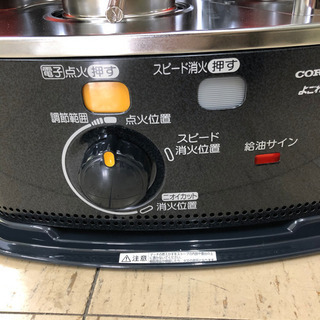 電子点火 押す
スピード消火 押す
COR
よこ
調節範囲
点火位置
スピード
消火位置
給油サイン
ニオイカット
消火位置
注意